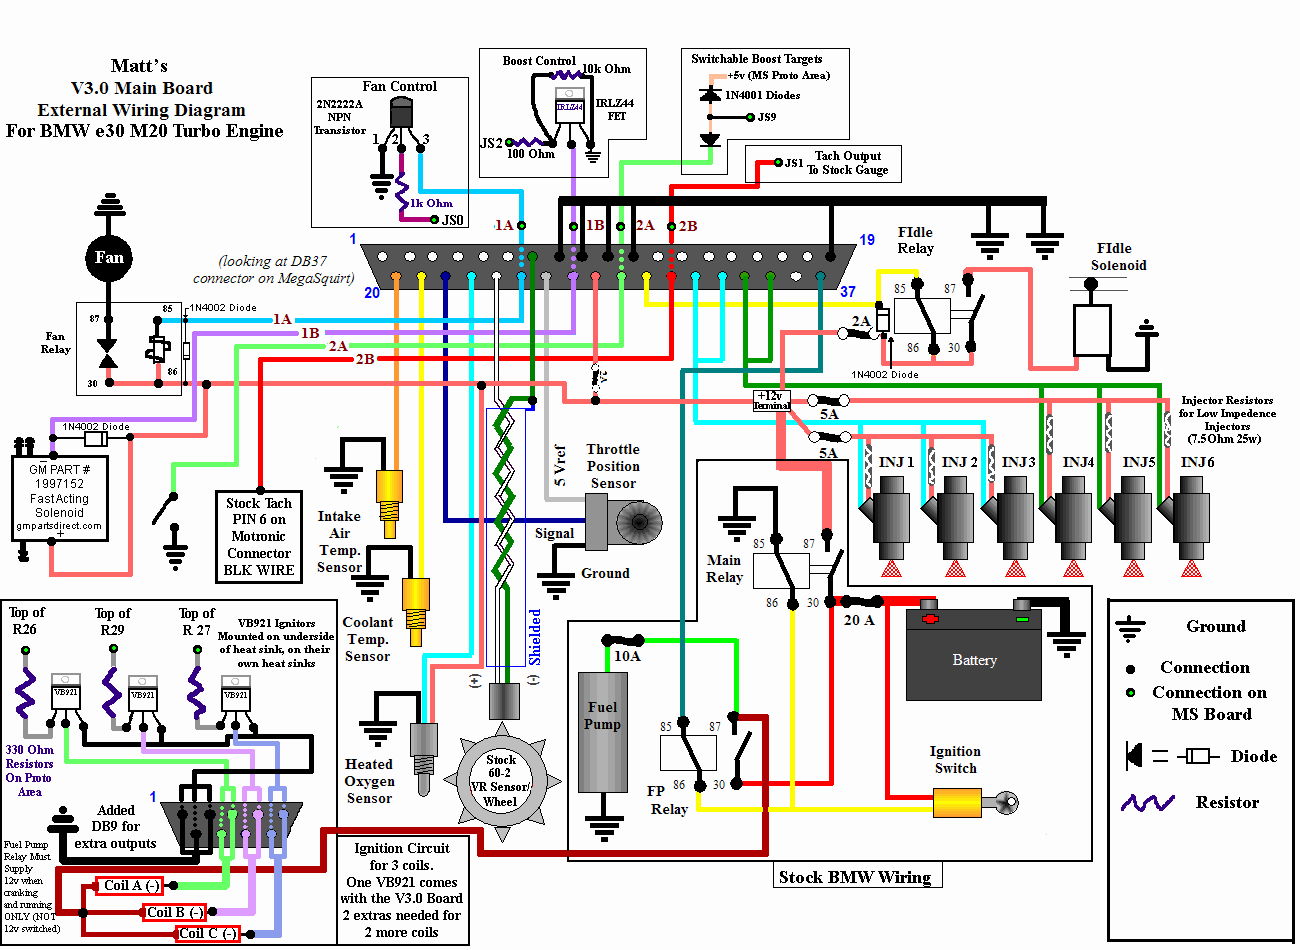 Matt's
V3.0 Main Board
External Wiring Diagram
For BMW e30 M20 Turbo Engine
Fan Control
2N2222A
NPN
Transistor
1
2
3
1k Ohm
JS0
Boost Control
10k Ohm
IRLZ44
IRLZ44
FET
JS2
100 Ohm
Switchable Boost Targets
+5v (MS Proto Area)
1N4001 Diodes
JS9
JS1
Tach Output
To Stock Gauge
1A
1B
2A
2B
1
19
(looking at DB37
connector on MegaSquirt)
20
37
Fan
1N4002 Diode
85
87
Fan
Relay
86
30
1A
1B
2A
2B
2A
FIdle
Relay
85
87
2A
86
30
1N4002 Diode
FIdle
Solenoid
+12v
Terminal
5A
5A
Injector Resistors
for Low Impedence
Injectors
(7.5Ohm 25w)
INJ 1
INJ 2
INJ3
INJ4
INJ5
INJ6
1N4002 Diode
GM PART #
1997152
Fast Acting
Solenoid
gmpartsdirect.com
+
Stock Tach
PIN 6 on
Motronic
Connector
BLK WIRE
Intake
Air
Temp.
Sensor
Coolant
Temp.
Sensor
Heated
Oxygen
Sensor
5 Vref
Throttle
Position
Sensor
Signal
Ground
Shielded
(+)
(-)
Stock
60-2
VR Sensor/
Wheel
Main
Relay
85
87
86
30
20 A
Battery
10A
Fuel
Pump
85
87
86
30
FP
Relay
Ignition
Switch
Stock BMW Wiring
Top of
R26
Top of
R29
Top of
R 27
VB921 Ignitors
Mounted on underside
of heat sink, on their
own heat sinks
VB921
VB921
VB921
330 Ohm
Resistors
On Proto
Area
1
Added
DB9 for
extra outputs
Fuel Pump
Relay Must
Supply
12v when
cranking
and running
ONLY (NOT
12v switched)
Coil A (-)
Coil B (-)
Coil C (-)
Ignition Circuit
for 3 coils.
One VB921 comes
with the V3.0 Board
2 extras needed for
2 more coils
Ground
Connection
Connection on
MS Board
Diode
Resistor